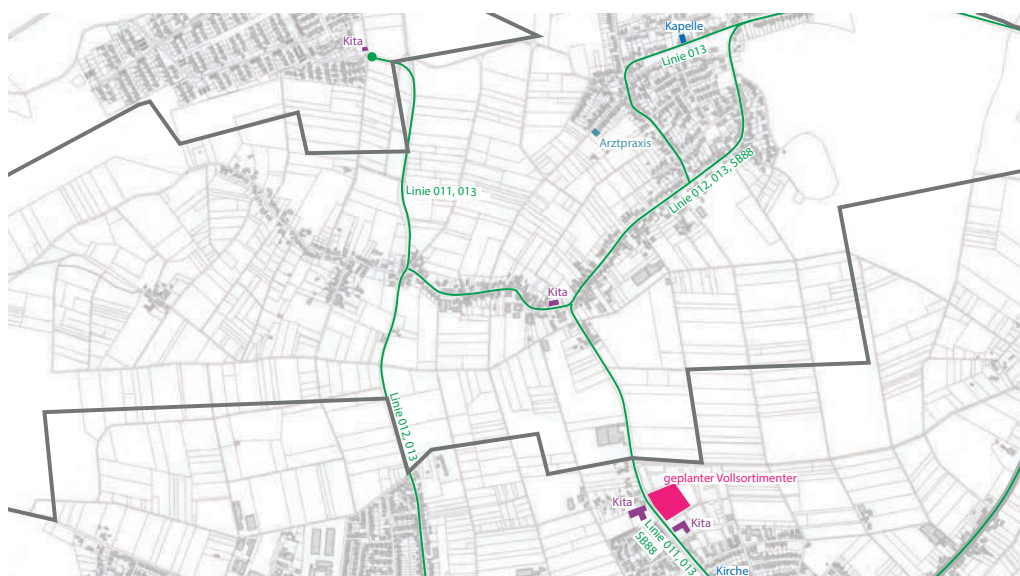 Kapelle
Kita
Linie 013
Arztpraxis
Linie 012, 013, SB88
Linie 011, 013
Kita
Linie 012, 013
geplanter Vollsortimenter
Kita
Kita
Linie 011, 013
SB88
Kirche